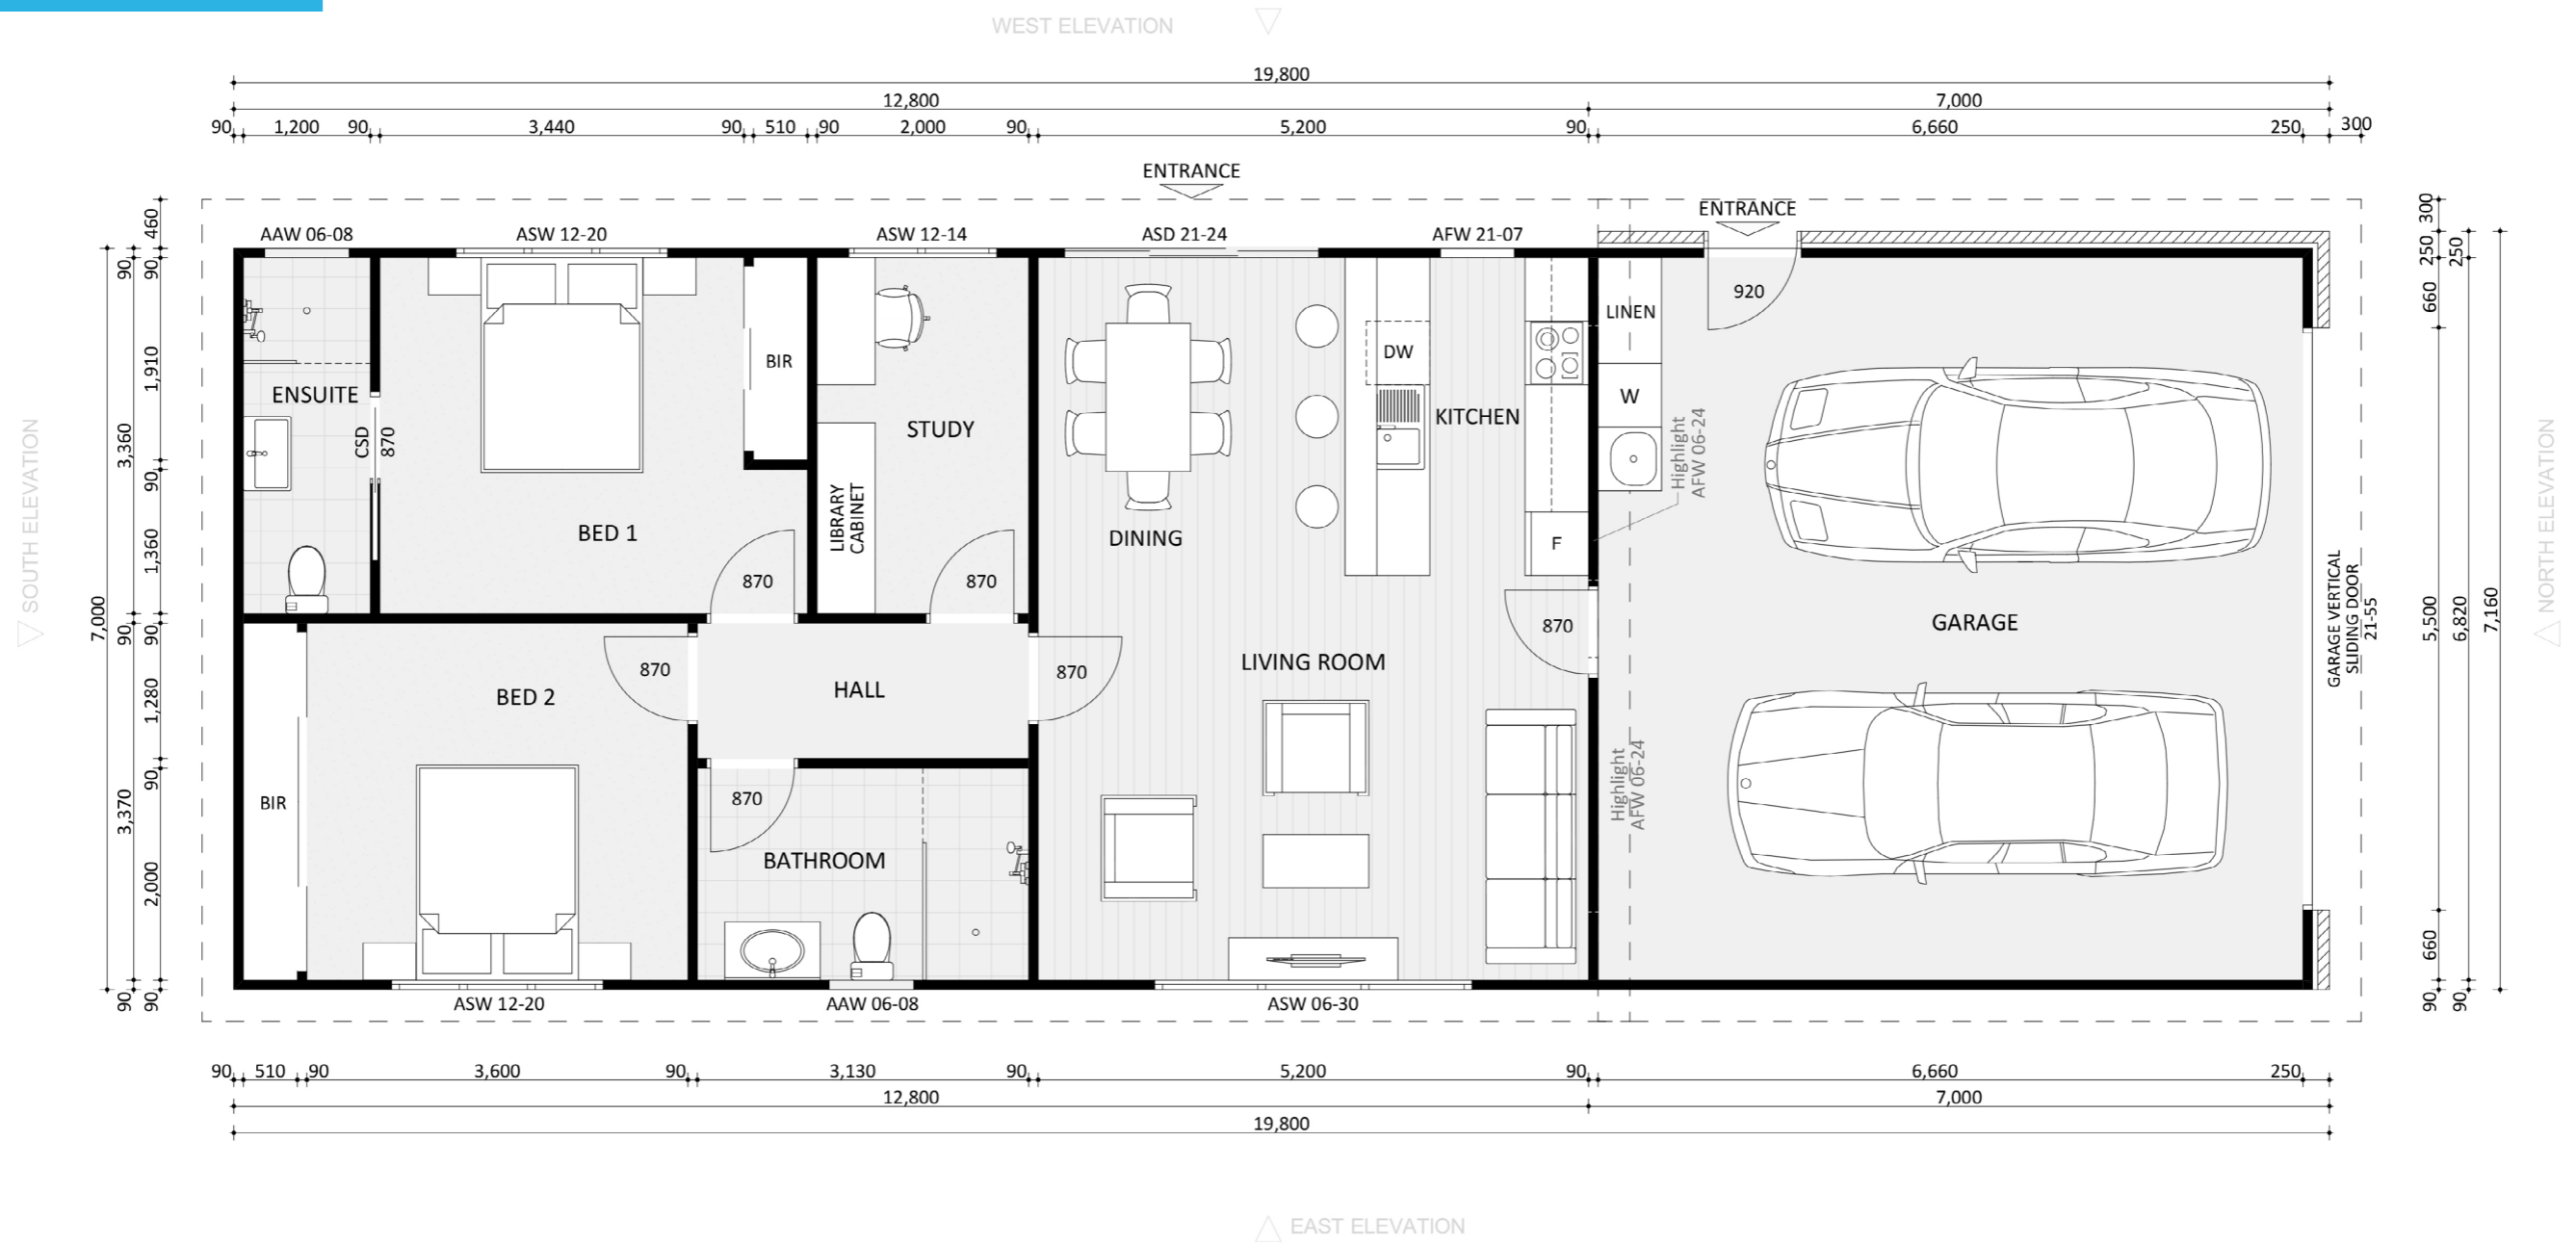 WEST ELEVATION
19,800
12,800 7,000
90 1,200 90 3,440 90 510 90 2,000 90 5,200 90 6,660 250 300
ENTRANCE
ENTRANCE
AAW 06-08 ASW 12-20 ASW 12-14 ASD 21-24 AFW 21-07
460
90
90
1,910
3,360
90
1,360
7,000
90
90
1,280
90
3,370
2,000
90
90
SOUTH ELEVATION
ENSUITE
CSD
870
BED 1
BIR
870
STUDY
LIBRARY
CABINET
870
DINING
DW
KITCHEN
F
LINEN
W
920
Highlight
AFW 06-24
GARAGE
870
LIVING ROOM
870
HALL
870
BED 2
BIR
870
BATHROOM
Highlight
AFW 06-24
GARAGE VERTICAL
SLIDING DOOR
21-55
300
250
250
660
5,500
6,820
7,160
660
90
90
NORTH ELEVATION
ASW 12-20 AAW 06-08 ASW 06-30
90 510 90 3,600 90 3,130 90 5,200 90 6,660 250
12,800 7,000
19,800
EAST ELEVATION